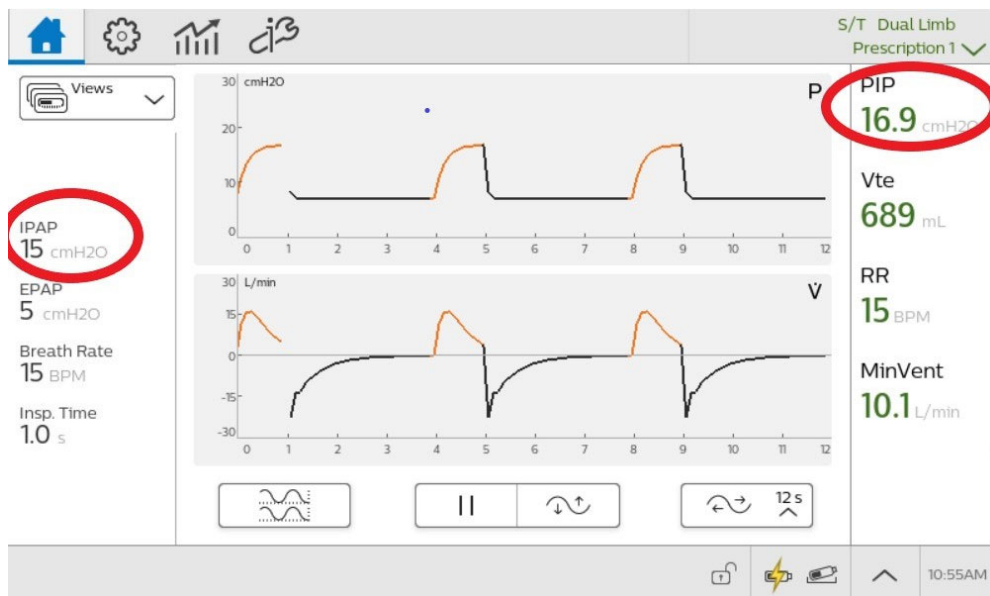 S/T Dual Limb
Prescription 1
Views
IPAP
15 cmH2O
EPAP
5 cmH2O
Breath Rate
15 BPM
Insp. Time
1.0 s
30 cmH2O
P
20
10
0
0 1 2 3 4 5 6 7 8 9 10 11 12
30 L/min
V̇
15
0
-15
-30
0 1 2 3 4 5 6 7 8 9 10 11 12
12 s
PIP
16.9 cmH2O
Vte
689 mL
RR
15 BPM
MinVent
10.1 L/min
10:55AM